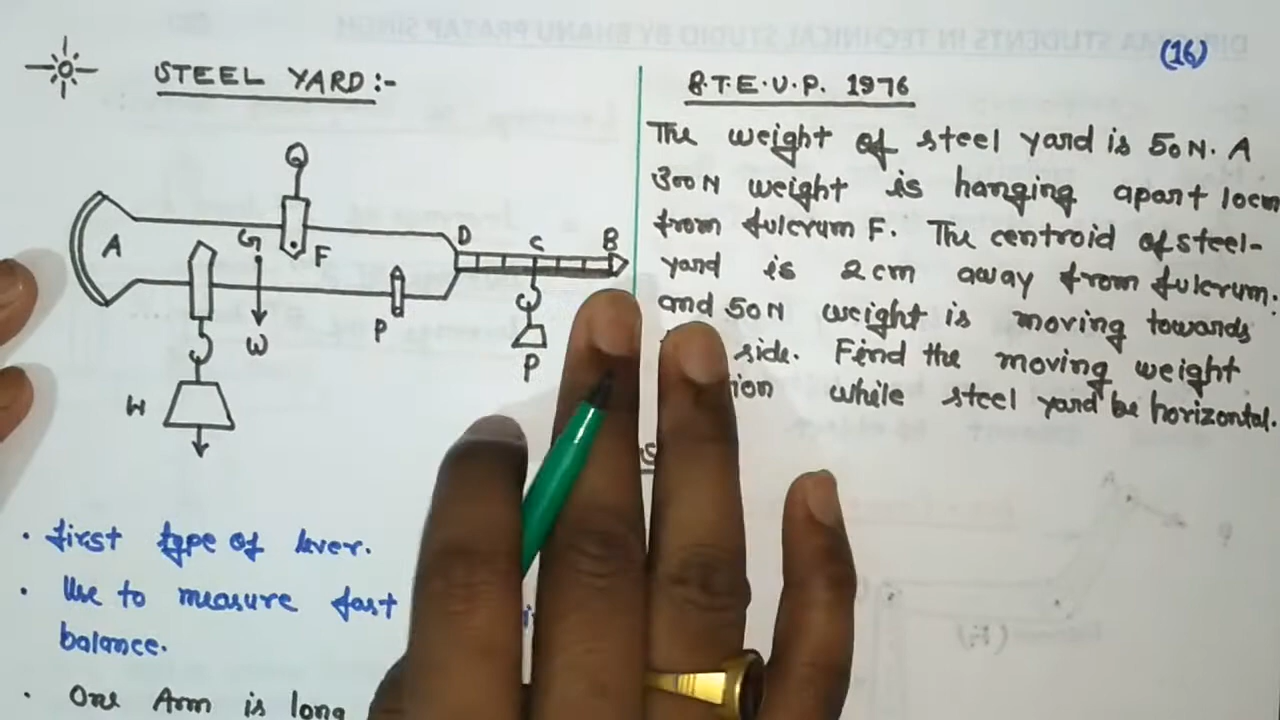 (16)
STEEL YARD:-
Q
A
G
F
D
C
B
P
W
P
W
• first type of lever.
• Use to measure fast
balance.
• One Arm is long
B.T.E.U.P. 1976
The weight of steel yard is 50N. A
300N weight is hanging apart 10cm
from fulcrum F. The centroid of steel-
yard is 2cm away from fulcrum.
and 50N weight is moving towards
side. Find the moving weight
while steel yard be horizontal.